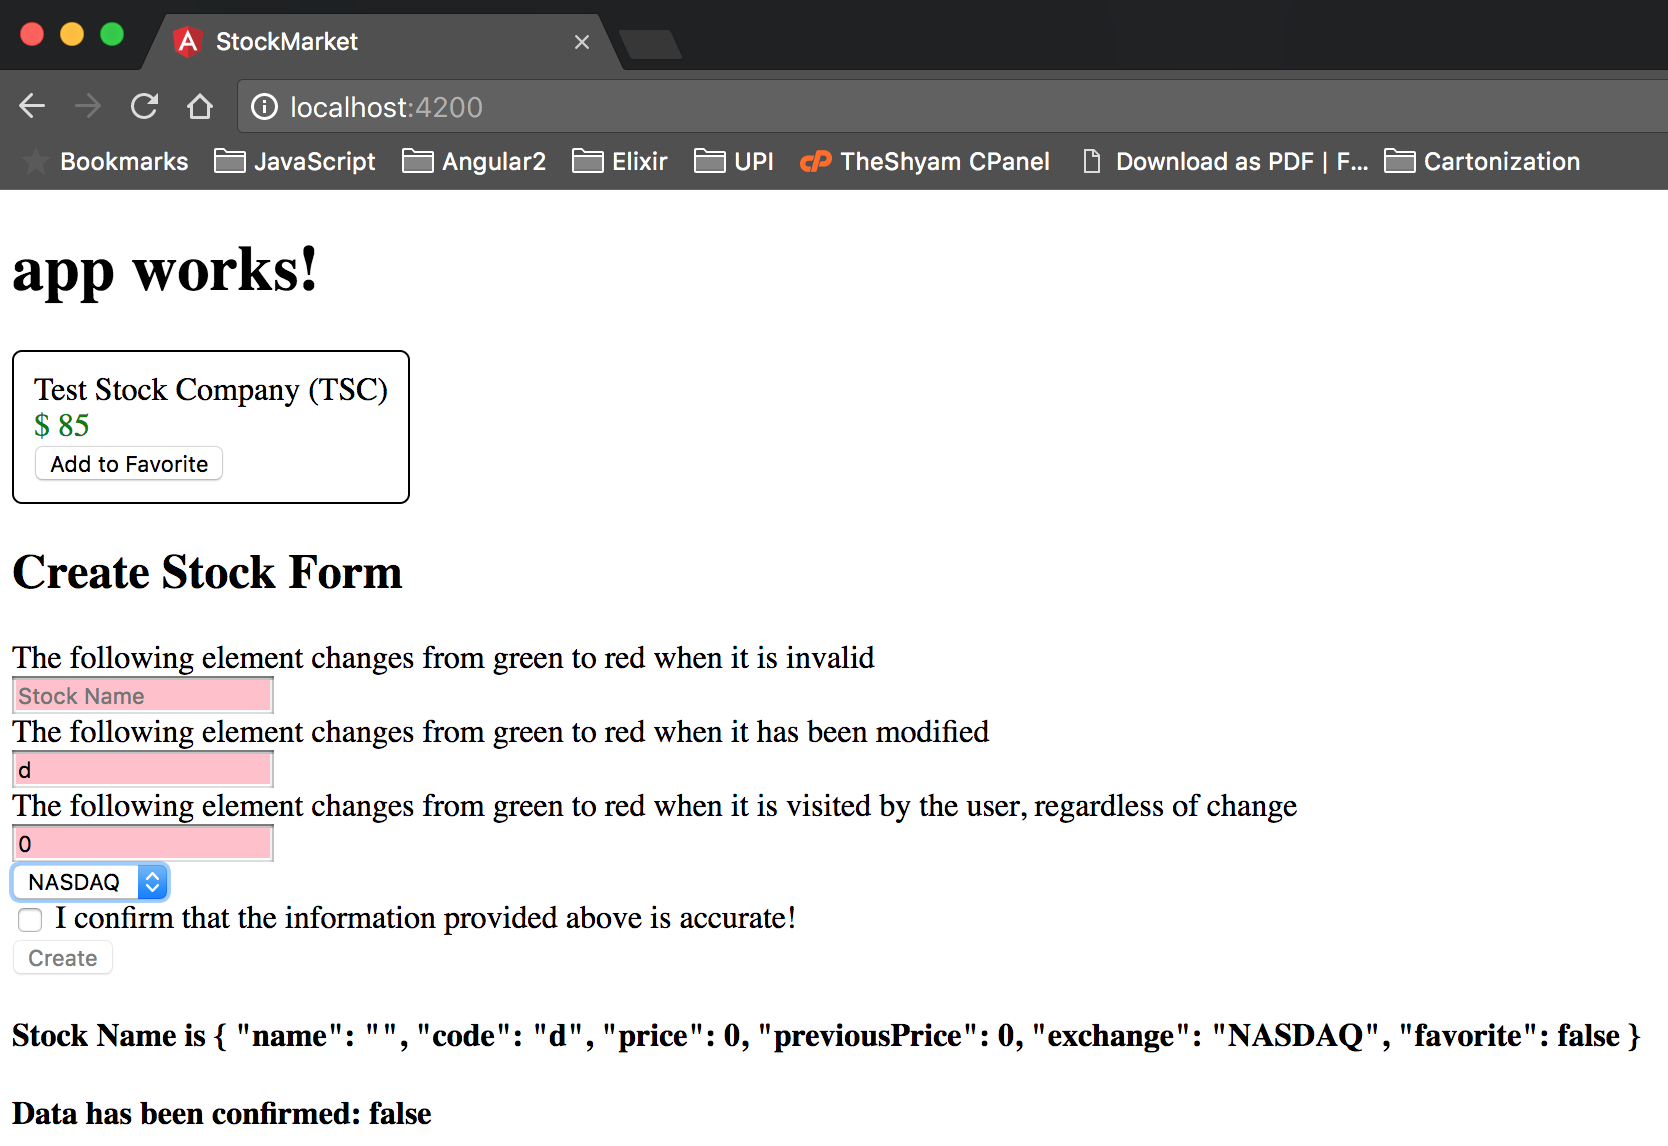 StockMarket
localhost:4200
Bookmarks JavaScript Angular2 Elixir UPI TheShyam CPanel Download as PDF | F... Cartonization
app works!
Test Stock Company (TSC)
$ 85
Add to Favorite
Create Stock Form
The following element changes from green to red when it is invalid
Stock Name
The following element changes from green to red when it has been modified
d
The following element changes from green to red when it is visited by the user, regardless of change
0
NASDAQ
I confirm that the information provided above is accurate!
Create
Stock Name is { "name": "", "code": "d", "price": 0, "previousPrice": 0, "exchange": "NASDAQ", "favorite": false }
Data has been confirmed: false